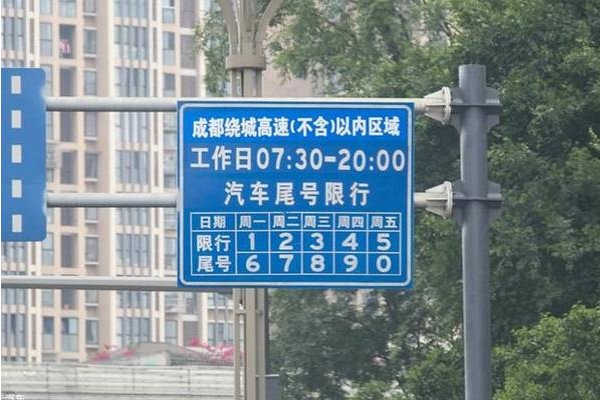 成都绕城高速(不含)以内区域
工作日07:30-20:00
汽车尾号限行
日期 周一 周二 周三 周四 周五
限行 1 2 3 4 5
尾号 6 7 8 9 0
汽车